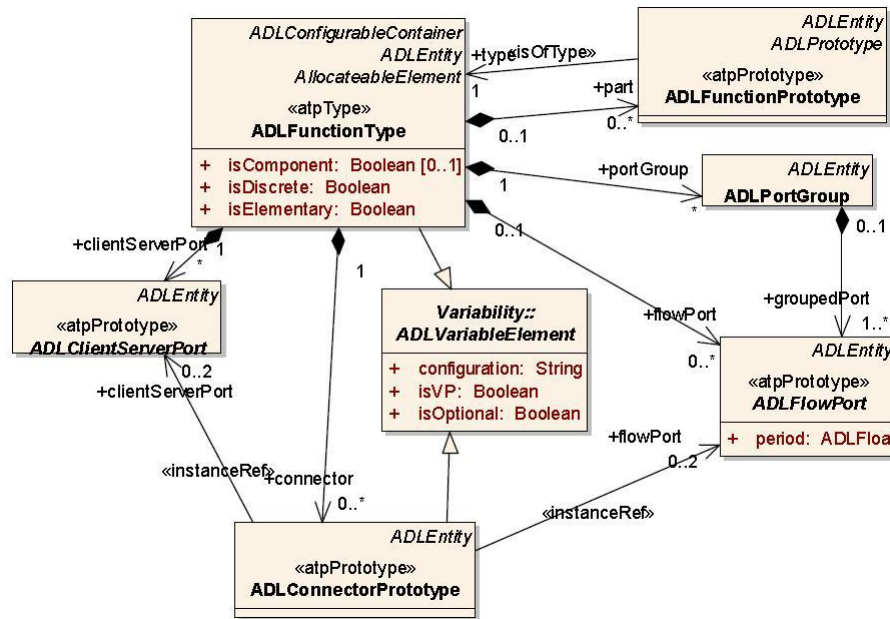 ADLConfigurableContainer
ADLEntity
AllocateableElement
«atpType»
ADLFunctionType
+ isComponent: Boolean [0..1]
+ isDiscrete: Boolean
+ isElementary: Boolean
+type
«isOfType»
1
ADLEntity
ADLPrototype
«atpPrototype»
ADLFunctionPrototype
+part
0..1
0..*
1
+portGroup
*
ADLEntity
ADLPortGroup
0..1
0..1
+clientServerPort
1
*
1
+groupedPort
1..*
ADLEntity
«atpPrototype»
ADLClientServerPort
0..2
+clientServerPort
Variability::
ADLVariableElement
+ configuration: String
+ isVP: Boolean
+ isOptional: Boolean
+flowPort
0..*
ADLEntity
«atpPrototype»
ADLFlowPort
+ period: ADLFloa
+flowPort
0..2
«instanceRef»
+connector
0..*
«instanceRef»
ADLEntity
«atpPrototype»
ADLConnectorPrototype